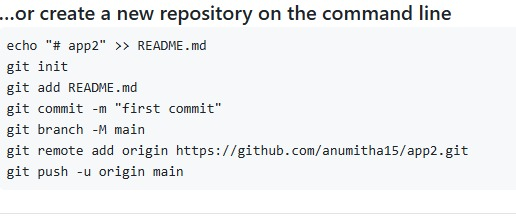 ...or create a new repository on the command line
echo "# app2" >> README.md
git init
git add README.md
git commit -m "first commit"
git branch -M main
git remote add origin https://github.com/anumitha15/app2.git
git push -u origin main